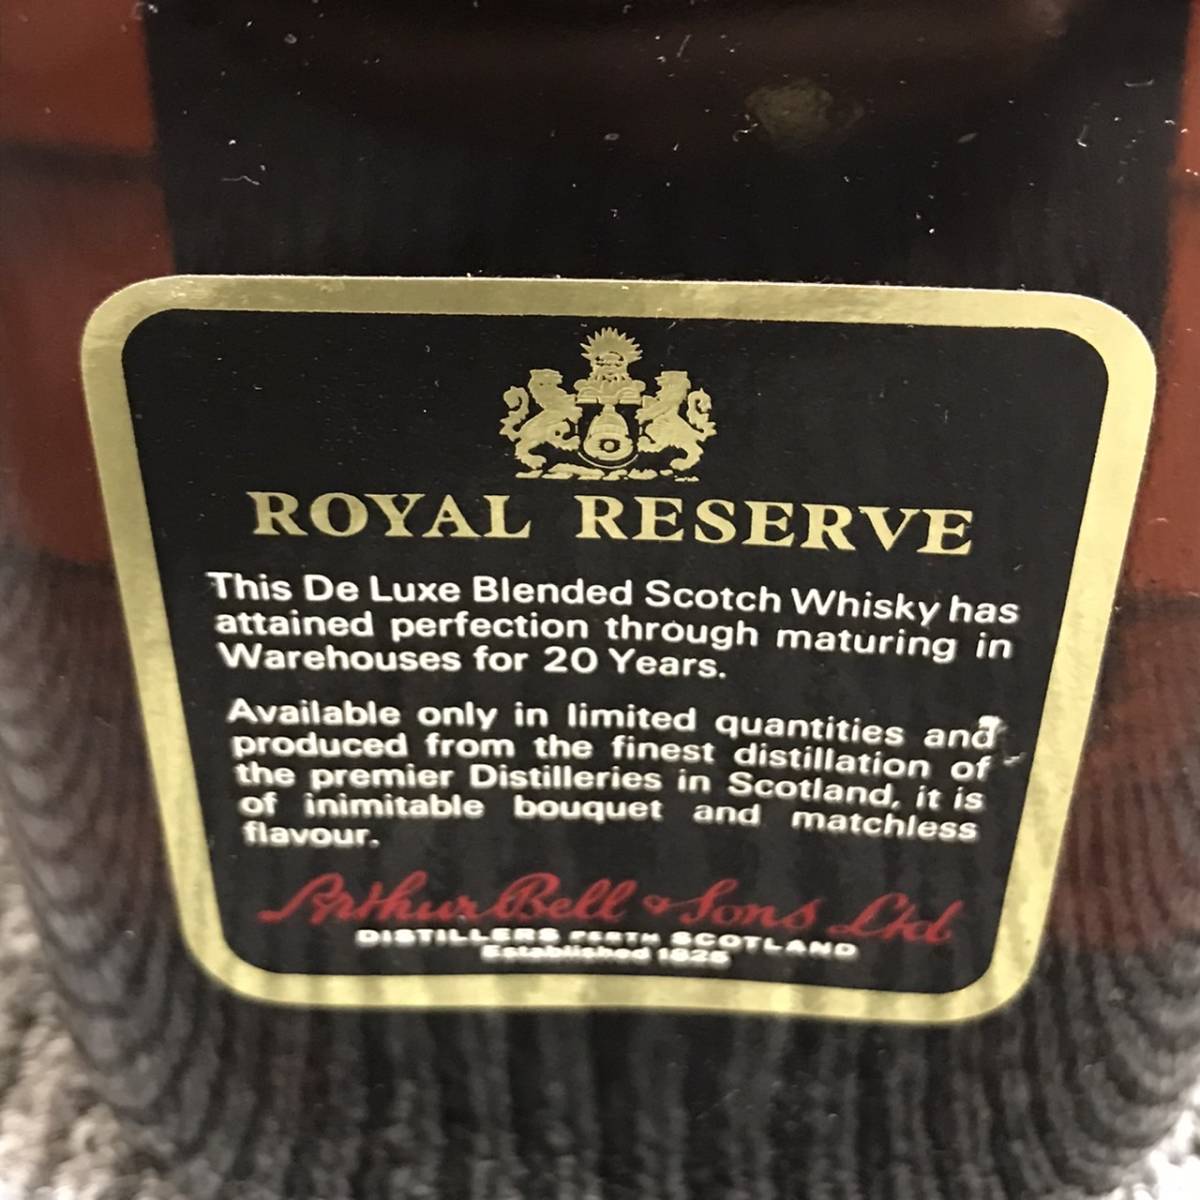 ROYAL RESERVE
This De Luxe Blended Scotch Whisky has
attained perfection through maturing in
Warehouses for 20 Years.
Available only in limited quantities and
produced from the finest distillation of
the premier Distilleries in Scotland, it is
of inimitable bouquet and matchless
flavour.
Arthur Bell & Sons Ltd
DISTILLERS PERTH SCOTLAND
Established 1825